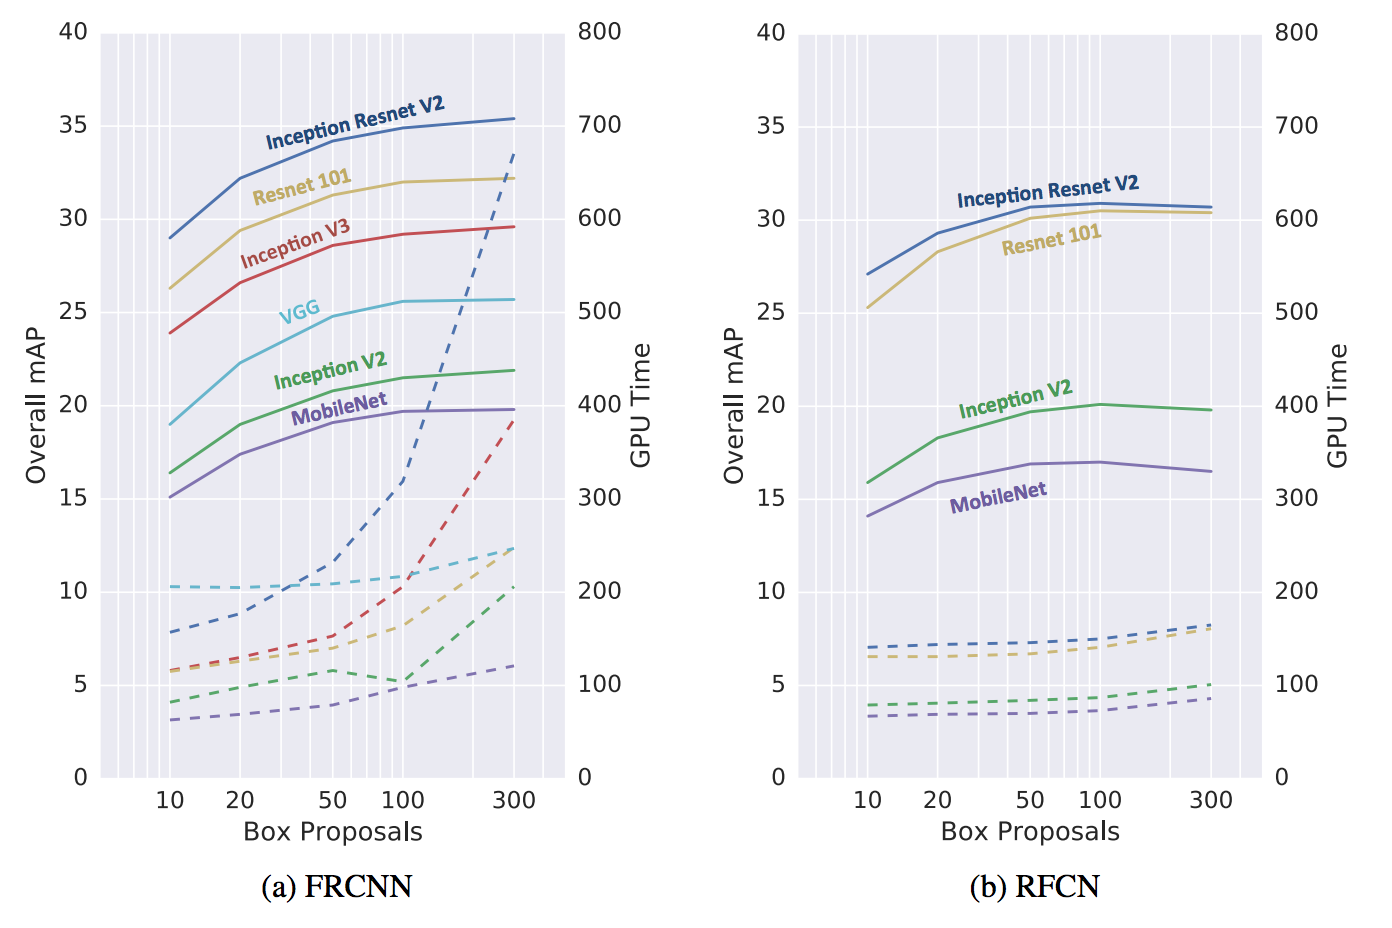 40
35
30
25
20
15
10
5
0
Overall mAP
800
700
600
500
400
300
200
100
0
GPU Time
Inception Resnet V2
Resnet 101
Inception V3
VGG
Inception V2
MobileNet
10 20 50 100 300
Box Proposals
(a) FRCNN
40
35
30
25
20
15
10
5
0
Overall mAP
800
700
600
500
400
300
200
100
0
GPU Time
Inception Resnet V2
Resnet 101
Inception V2
MobileNet
10 20 50 100 300
Box Proposals
(b) RFCN